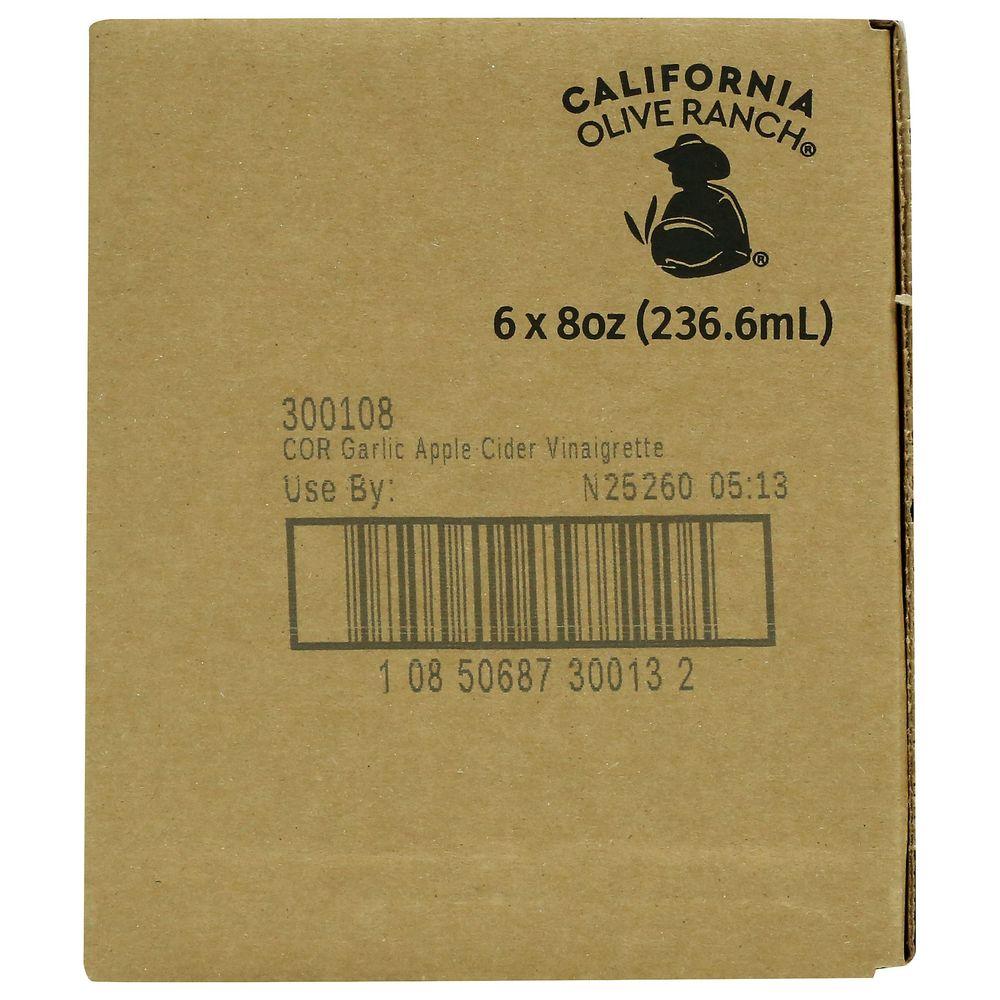 CALIFORNIA
OLIVE RANCH®
®
6 x 8oz (236.6mL)
300108
COR Garlic Apple Cider Vinaigrette
Use By: N25260 05:13
1 08 50687 30013 2